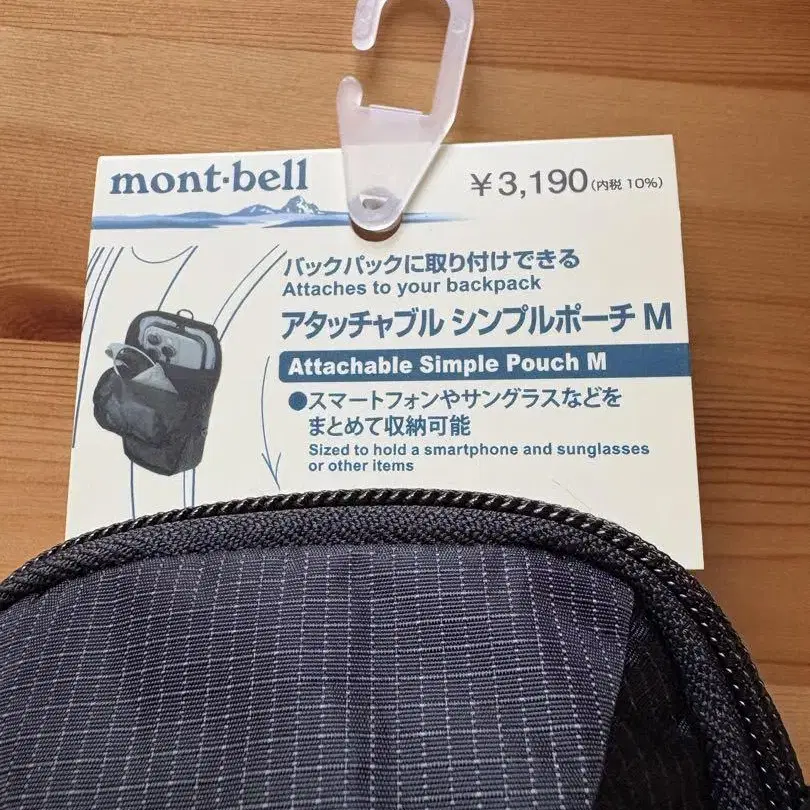 mont·bell
¥3,190(内税10%)
バックパックに取り付けできる
Attaches to your backpack
アタッチャブル シンプルポーチ M
Attachable Simple Pouch M
●スマートフォンやサングラスなどを
まとめて収納可能
Sized to hold a smartphone and sunglasses
or other items